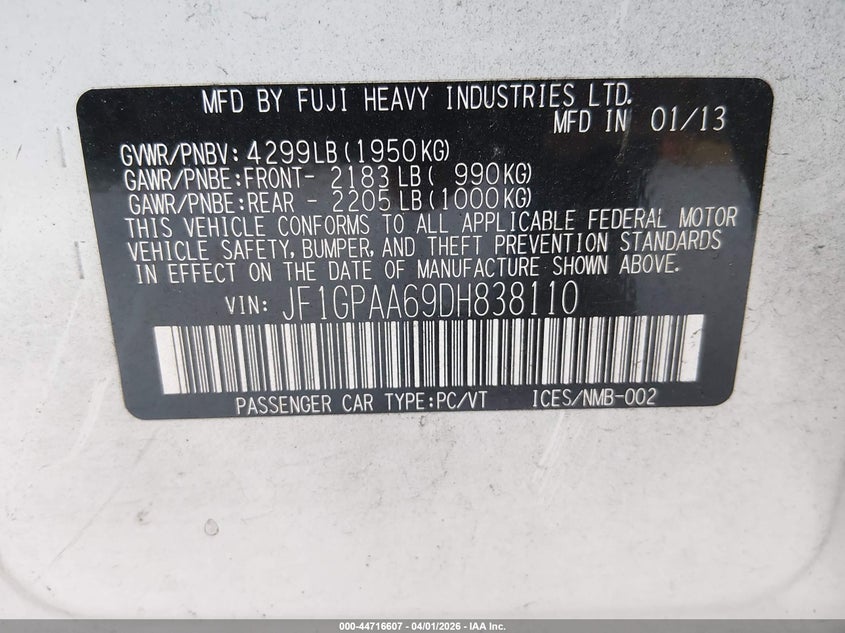 MFD BY FUJI HEAVY INDUSTRIES LTD.
MFD IN 01/13
GVWR/PNBV: 4299LB(1950KG)
GAWR/PNBE:FRONT- 2183LB( 990KG)
GAWR/PNBE:REAR - 2205LB(1000KG)
THIS VEHICLE CONFORMS TO ALL APPLICABLE FEDERAL MOTOR
VEHICLE SAFETY, BUMPER, AND THEFT PREVENTION STANDARDS
IN EFFECT ON THE DATE OF MANUFACTURE SHOWN ABOVE.
VIN: JF1GPAA69DH838110
PASSENGER CAR TYPE:PC/VT ICES/NMB-002
000-44716607 - 04/01/2026 - IAA Inc.